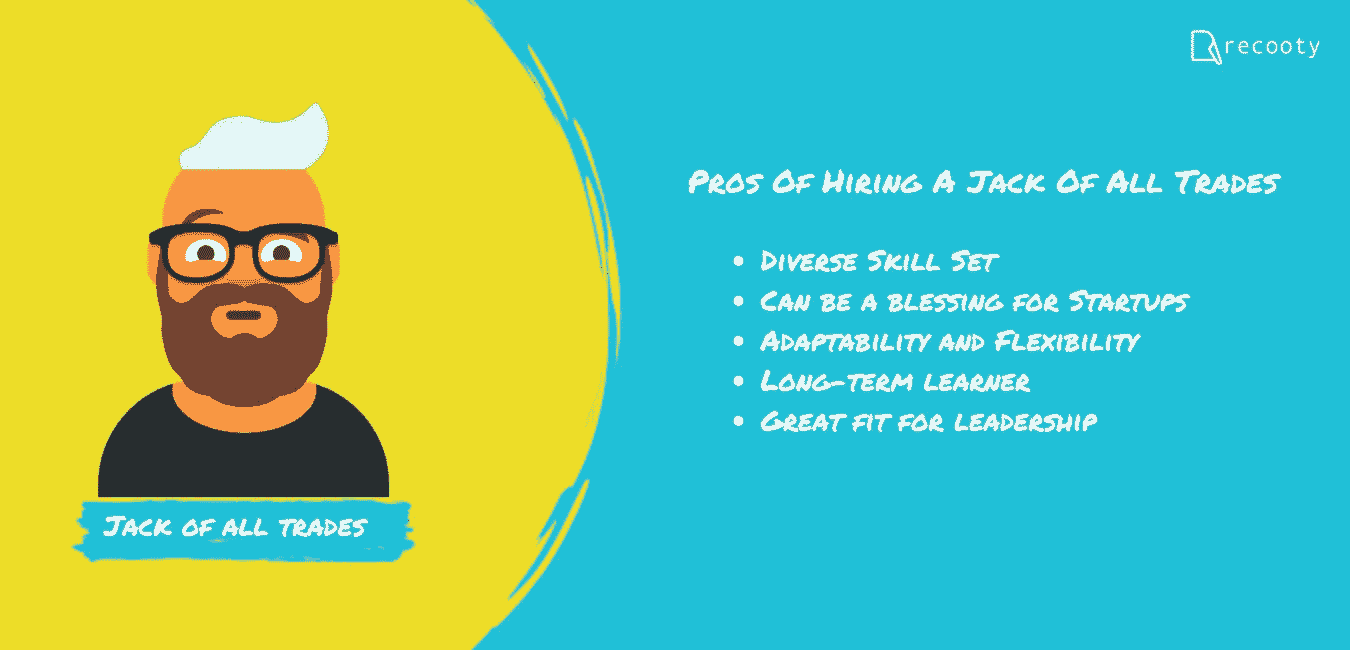 recooty
Pros Of Hiring A Jack Of All Trades
Diverse Skill Set
Can be a blessing for Startups
Adaptability and Flexibility
Long-term learner
Great fit for leadership
Jack of all trades